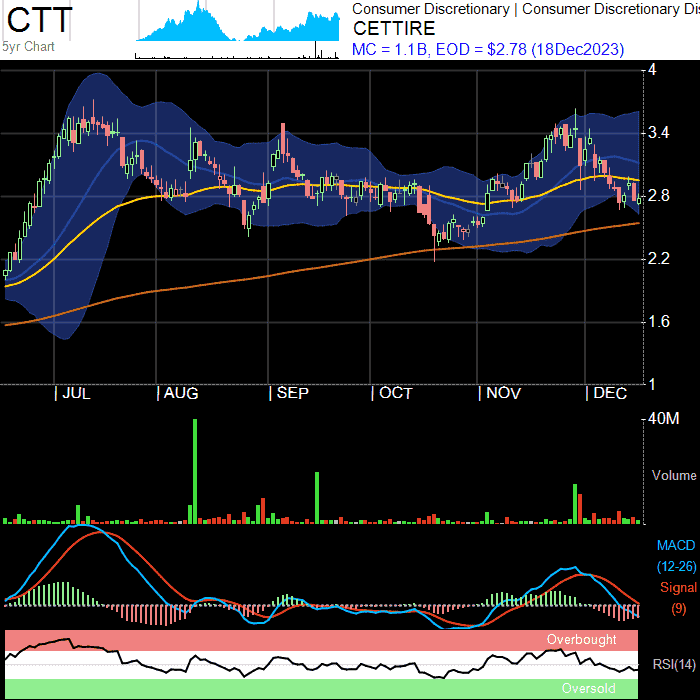 CTT
5yr Chart
Consumer Discretionary | Consumer Discretionary Dis
CETTIRE
MC = 1.1B, EOD = $2.78 (18Dec2023)
4
3.4
2.8
2.2
1.6
1
| JUL | AUG | SEP | OCT | NOV | DEC
40M
Volume
MACD
(12-26)
Signal
(9)
Overbought
RSI(14)
Oversold